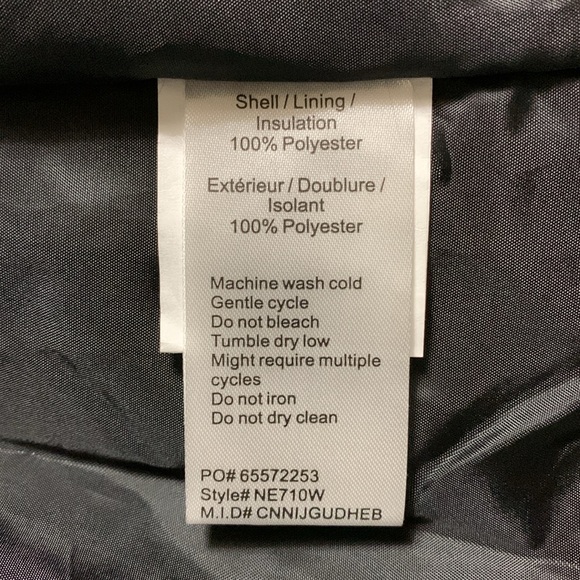 Shell / Lining /
Insulation
100% Polyester
Extérieur / Doublure /
Isolant
100% Polyester
Machine wash cold
Gentle cycle
Do not bleach
Tumble dry low
Might require multiple
cycles
Do not iron
Do not dry clean
PO# 65572253
Style# NE710W
M.I.D# CNNIJGUDHEB